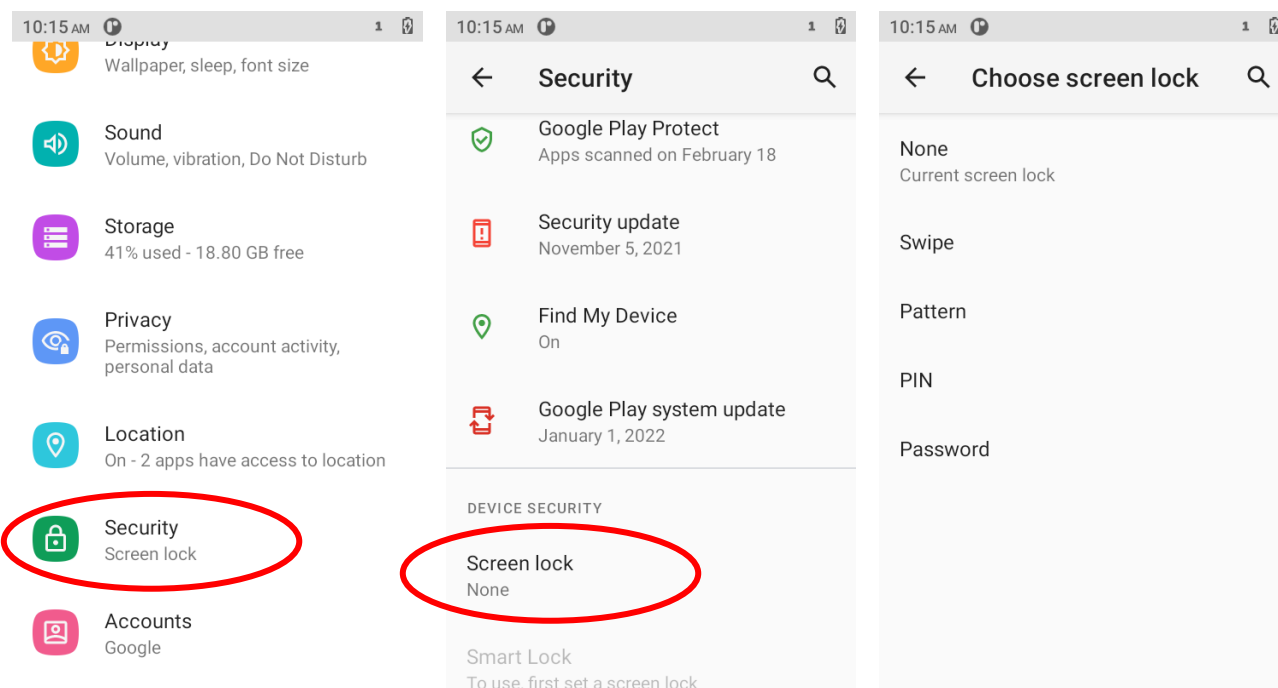 10:15 AM
1
Display
Wallpaper, sleep, font size
Sound
Volume, vibration, Do Not Disturb
Storage
41% used - 18.80 GB free
Privacy
Permissions, account activity,
personal data
Location
On - 2 apps have access to location
Security
Screen lock
Accounts
Google
10:15 AM
1
Security
Google Play Protect
Apps scanned on February 18
Security update
November 5, 2021
Find My Device
On
Google Play system update
January 1, 2022
DEVICE SECURITY
Screen lock
None
Smart Lock
To use, first set a screen lock
10:15 AM
1
Choose screen lock
None
Current screen lock
Swipe
Pattern
PIN
Password